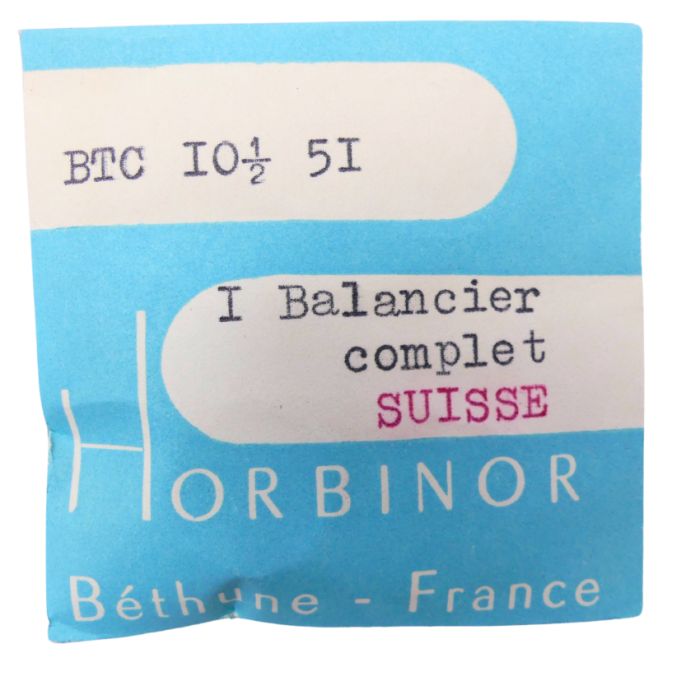 BTC IO½ 5I
I Balancier
complet
SUISSE
HORBINOR
Béthune - France